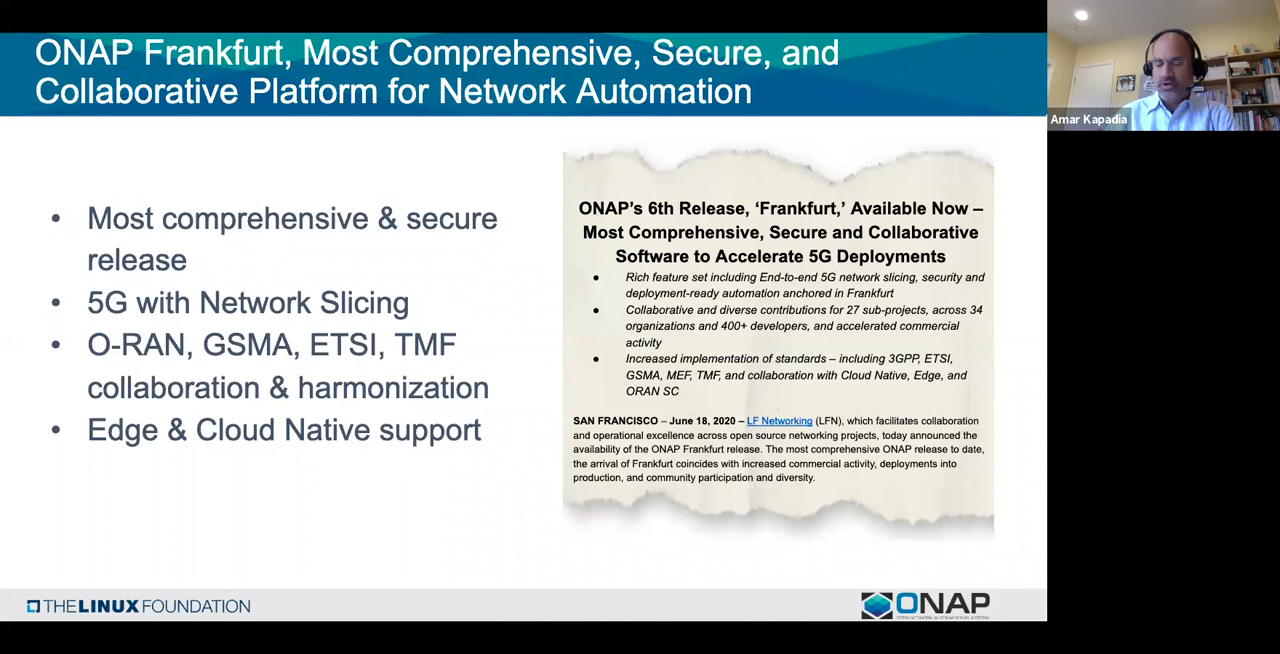 ONAP Frankfurt, Most Comprehensive, Secure, and
Collaborative Platform for Network Automation
Amar Kapadia
• Most comprehensive & secure
release
• 5G with Network Slicing
• O-RAN, GSMA, ETSI, TMF
collaboration & harmonization
• Edge & Cloud Native support
ONAP's 6th Release, 'Frankfurt,' Available Now –
Most Comprehensive, Secure and Collaborative
Software to Accelerate 5G Deployments
• Rich feature set including End-to-end 5G network slicing, security and
deployment-ready automation anchored in Frankfurt
• Collaborative and diverse contributions for 27 sub-projects, across 34
organizations and 400+ developers, and accelerated commercial
activity
• Increased implementation of standards – including 3GPP, ETSI,
GSMA, MEF, TMF, and collaboration with Cloud Native, Edge, and
ORAN SC
SAN FRANCISCO – June 18, 2020 – LF Networking (LFN), which facilitates collaboration
and operational excellence across open source networking projects, today announced the
availability of the ONAP Frankfurt release. The most comprehensive ONAP release to date,
the arrival of Frankfurt coincides with increased commercial activity, deployments into
production, and community participation and diversity.
THE LINUX FOUNDATION
ONAP
OPEN NETWORK AUTOMATION PLATFORM